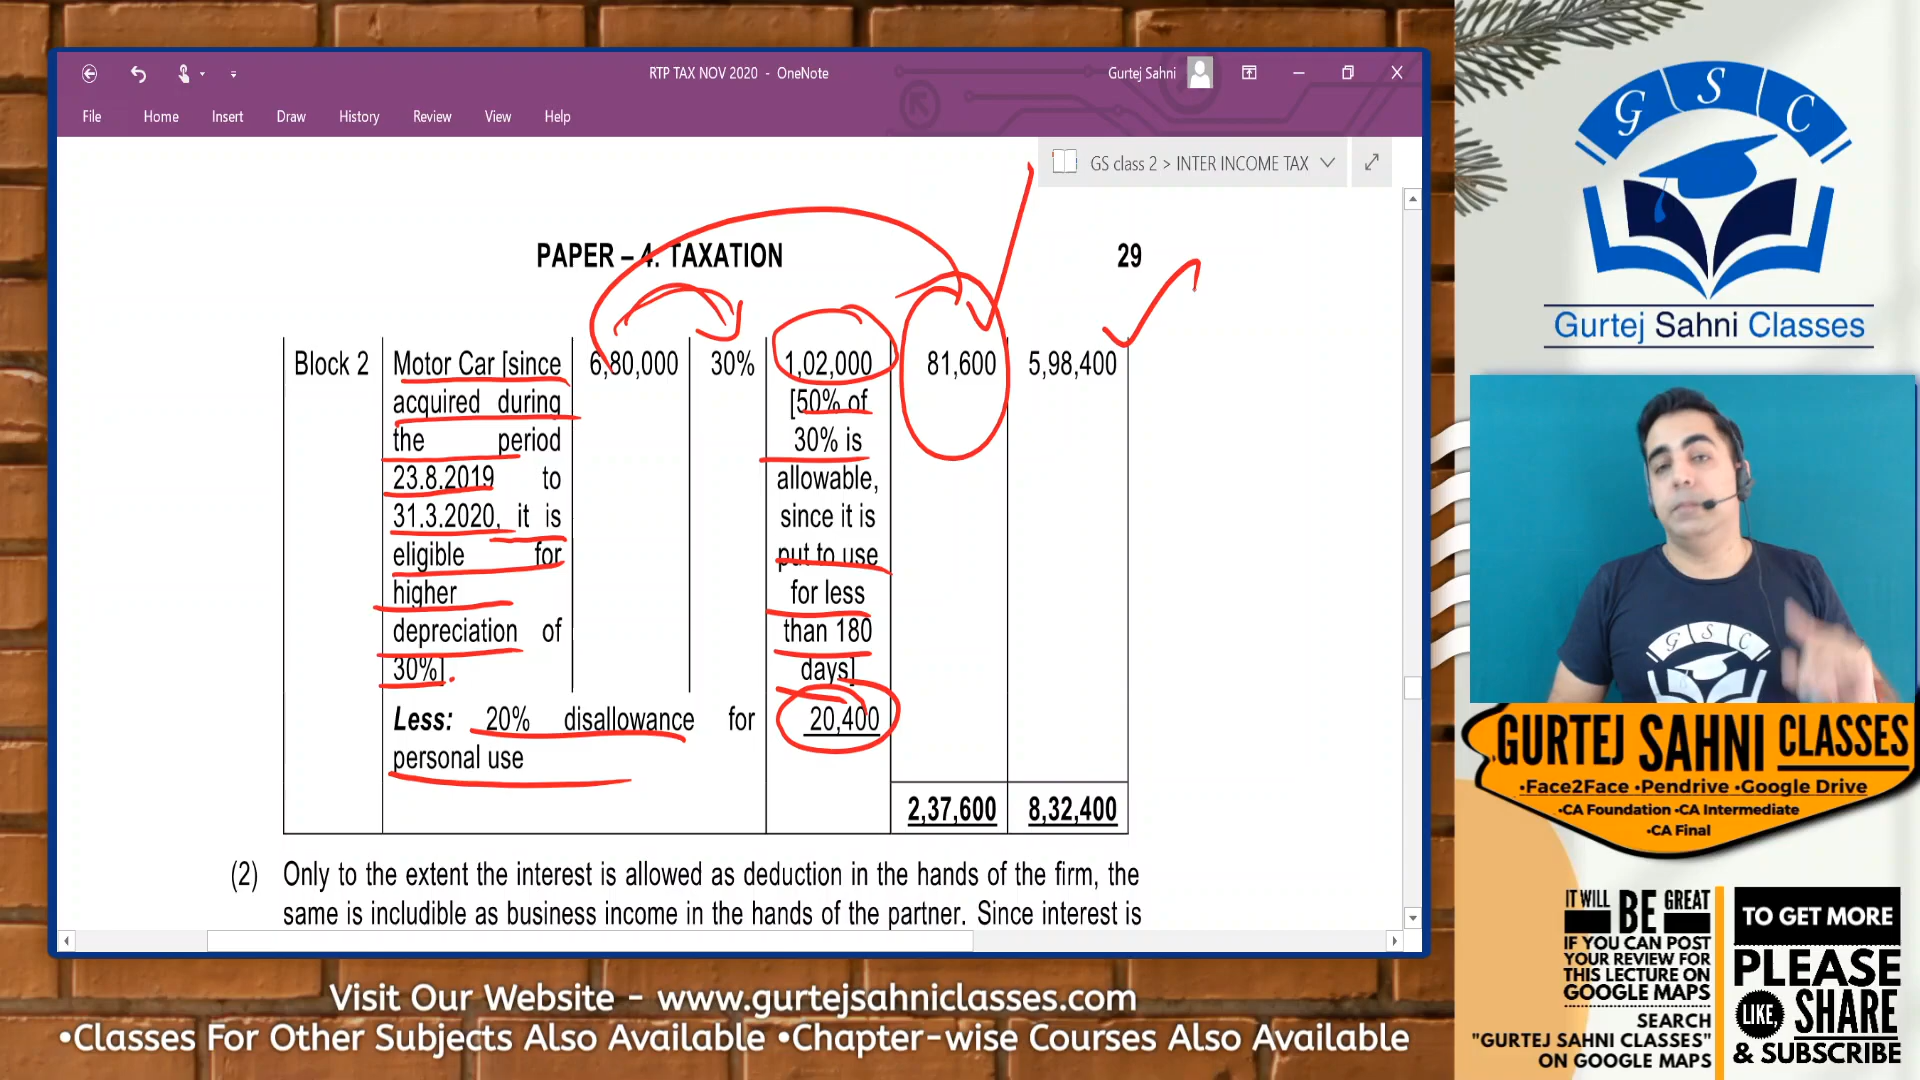 RTP TAX NOV 2020 - OneNote
Gurtej Sahni
File Home Insert Draw History Review View Help
GS class 2 > INTER INCOME TAX
PAPER – 4: TAXATION 29
Block 2 Motor Car [since 6,80,000 30% 1,02,000 81,600 5,98,400
acquired during [50% of
the period 30% is
23.8.2019 to allowable,
31.3.2020, it is since it is
eligible for put to use
higher for less
depreciation of than 180
30%]. days]
Less: 20% disallowance for 20,400
personal use
2,37,600 8,32,400
(2) Only to the extent the interest is allowed as deduction in the hands of the firm, the
same is includible as business income in the hands of the partner. Since interest is
G S C
Gurtej Sahni Classes
G S C
GURTEJ SAHNI CLASSES
•Face2Face •Pendrive •Google Drive
•CA Foundation •CA Intermediate
•CA Final
IT WILL BE GREAT
IF YOU CAN POST
YOUR REVIEW FOR
THIS LECTURE ON
GOOGLE MAPS
SEARCH
"GURTEJ SAHNI CLASSES"
ON GOOGLE MAPS
TO GET MORE
PLEASE
LIKE, SHARE
& SUBSCRIBE
Visit Our Website - www.gurtejsahniclasses.com
•Classes For Other Subjects Also Available •Chapter-wise Courses Also Available